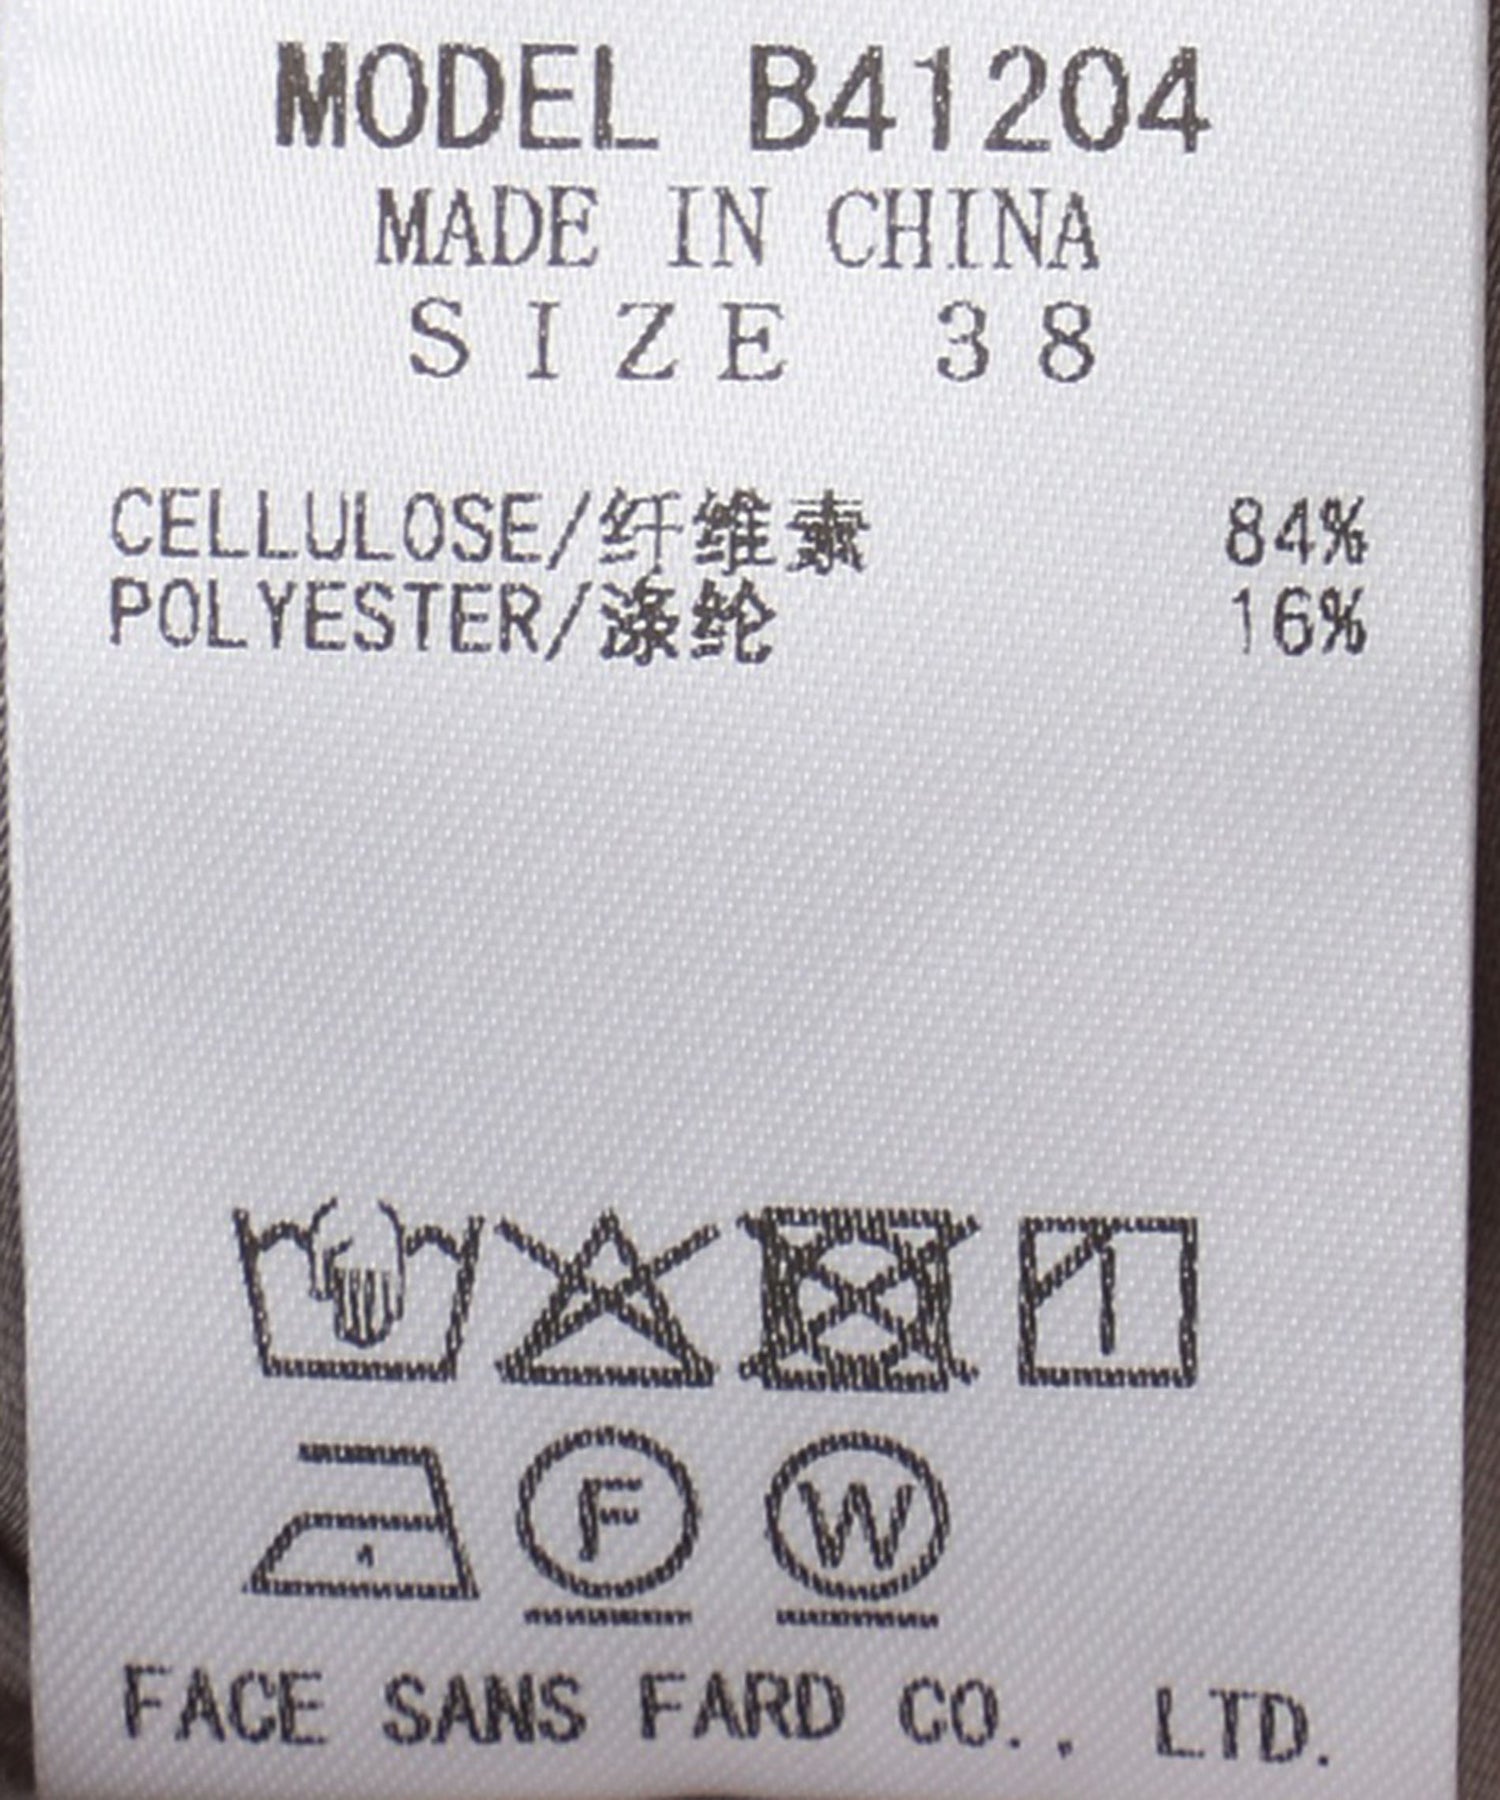 MODEL B41204
MADE IN CHINA
SIZE 38
CELLULOSE/纤维素 84%
POLYESTER/涤纶 16%
F W
FACE SANS FARD CO., LTD.